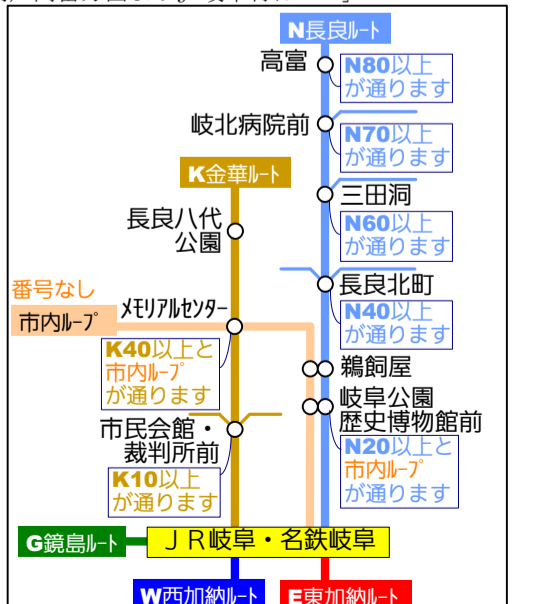 N長良ﾙｰﾄ
高富
N80以上
が通ります
岐北病院前
N70以上
が通ります
K金華ﾙｰﾄ
三田洞
長良八代
公園
N60以上
が通ります
長良北町
番号なし
市内ﾙｰﾌﾟ
ﾒﾓﾘｱﾙｾﾝﾀｰ
N40以上
が通ります
K40以上と
市内ﾙｰﾌﾟ
が通ります
鵜飼屋
岐阜公園
歴史博物館前
市民会館・
裁判所前
N20以上と
市内ﾙｰﾌﾟ
が通ります
K10以上
が通ります
G鏡島ﾙｰﾄ
ＪＲ岐阜・名鉄岐阜
W西加納ﾙｰﾄ
E東加納ﾙｰﾄ